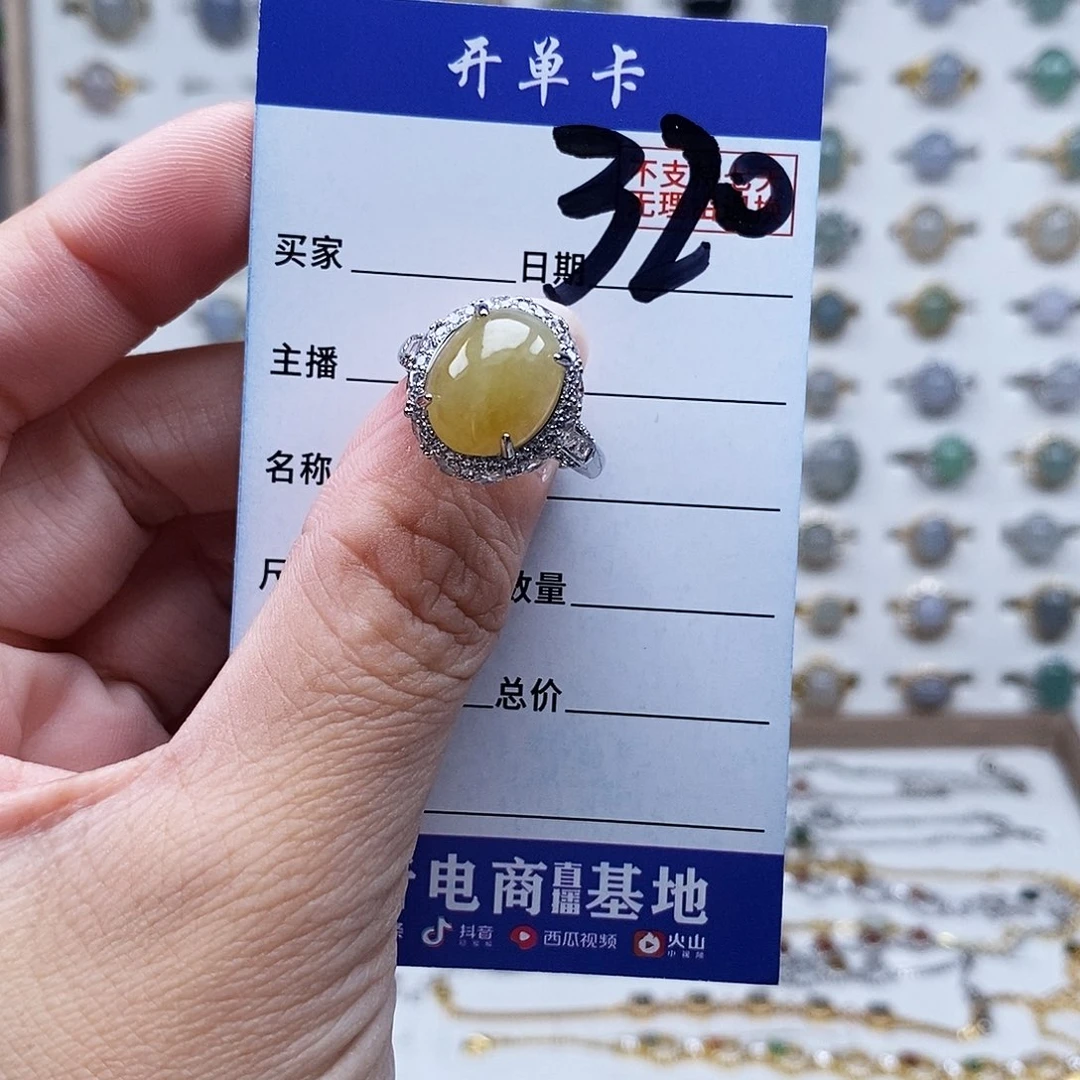 开单卡
320
买家 日期
主播
名称
数量
总价
电商直播基地
抖音 西瓜视频 火山